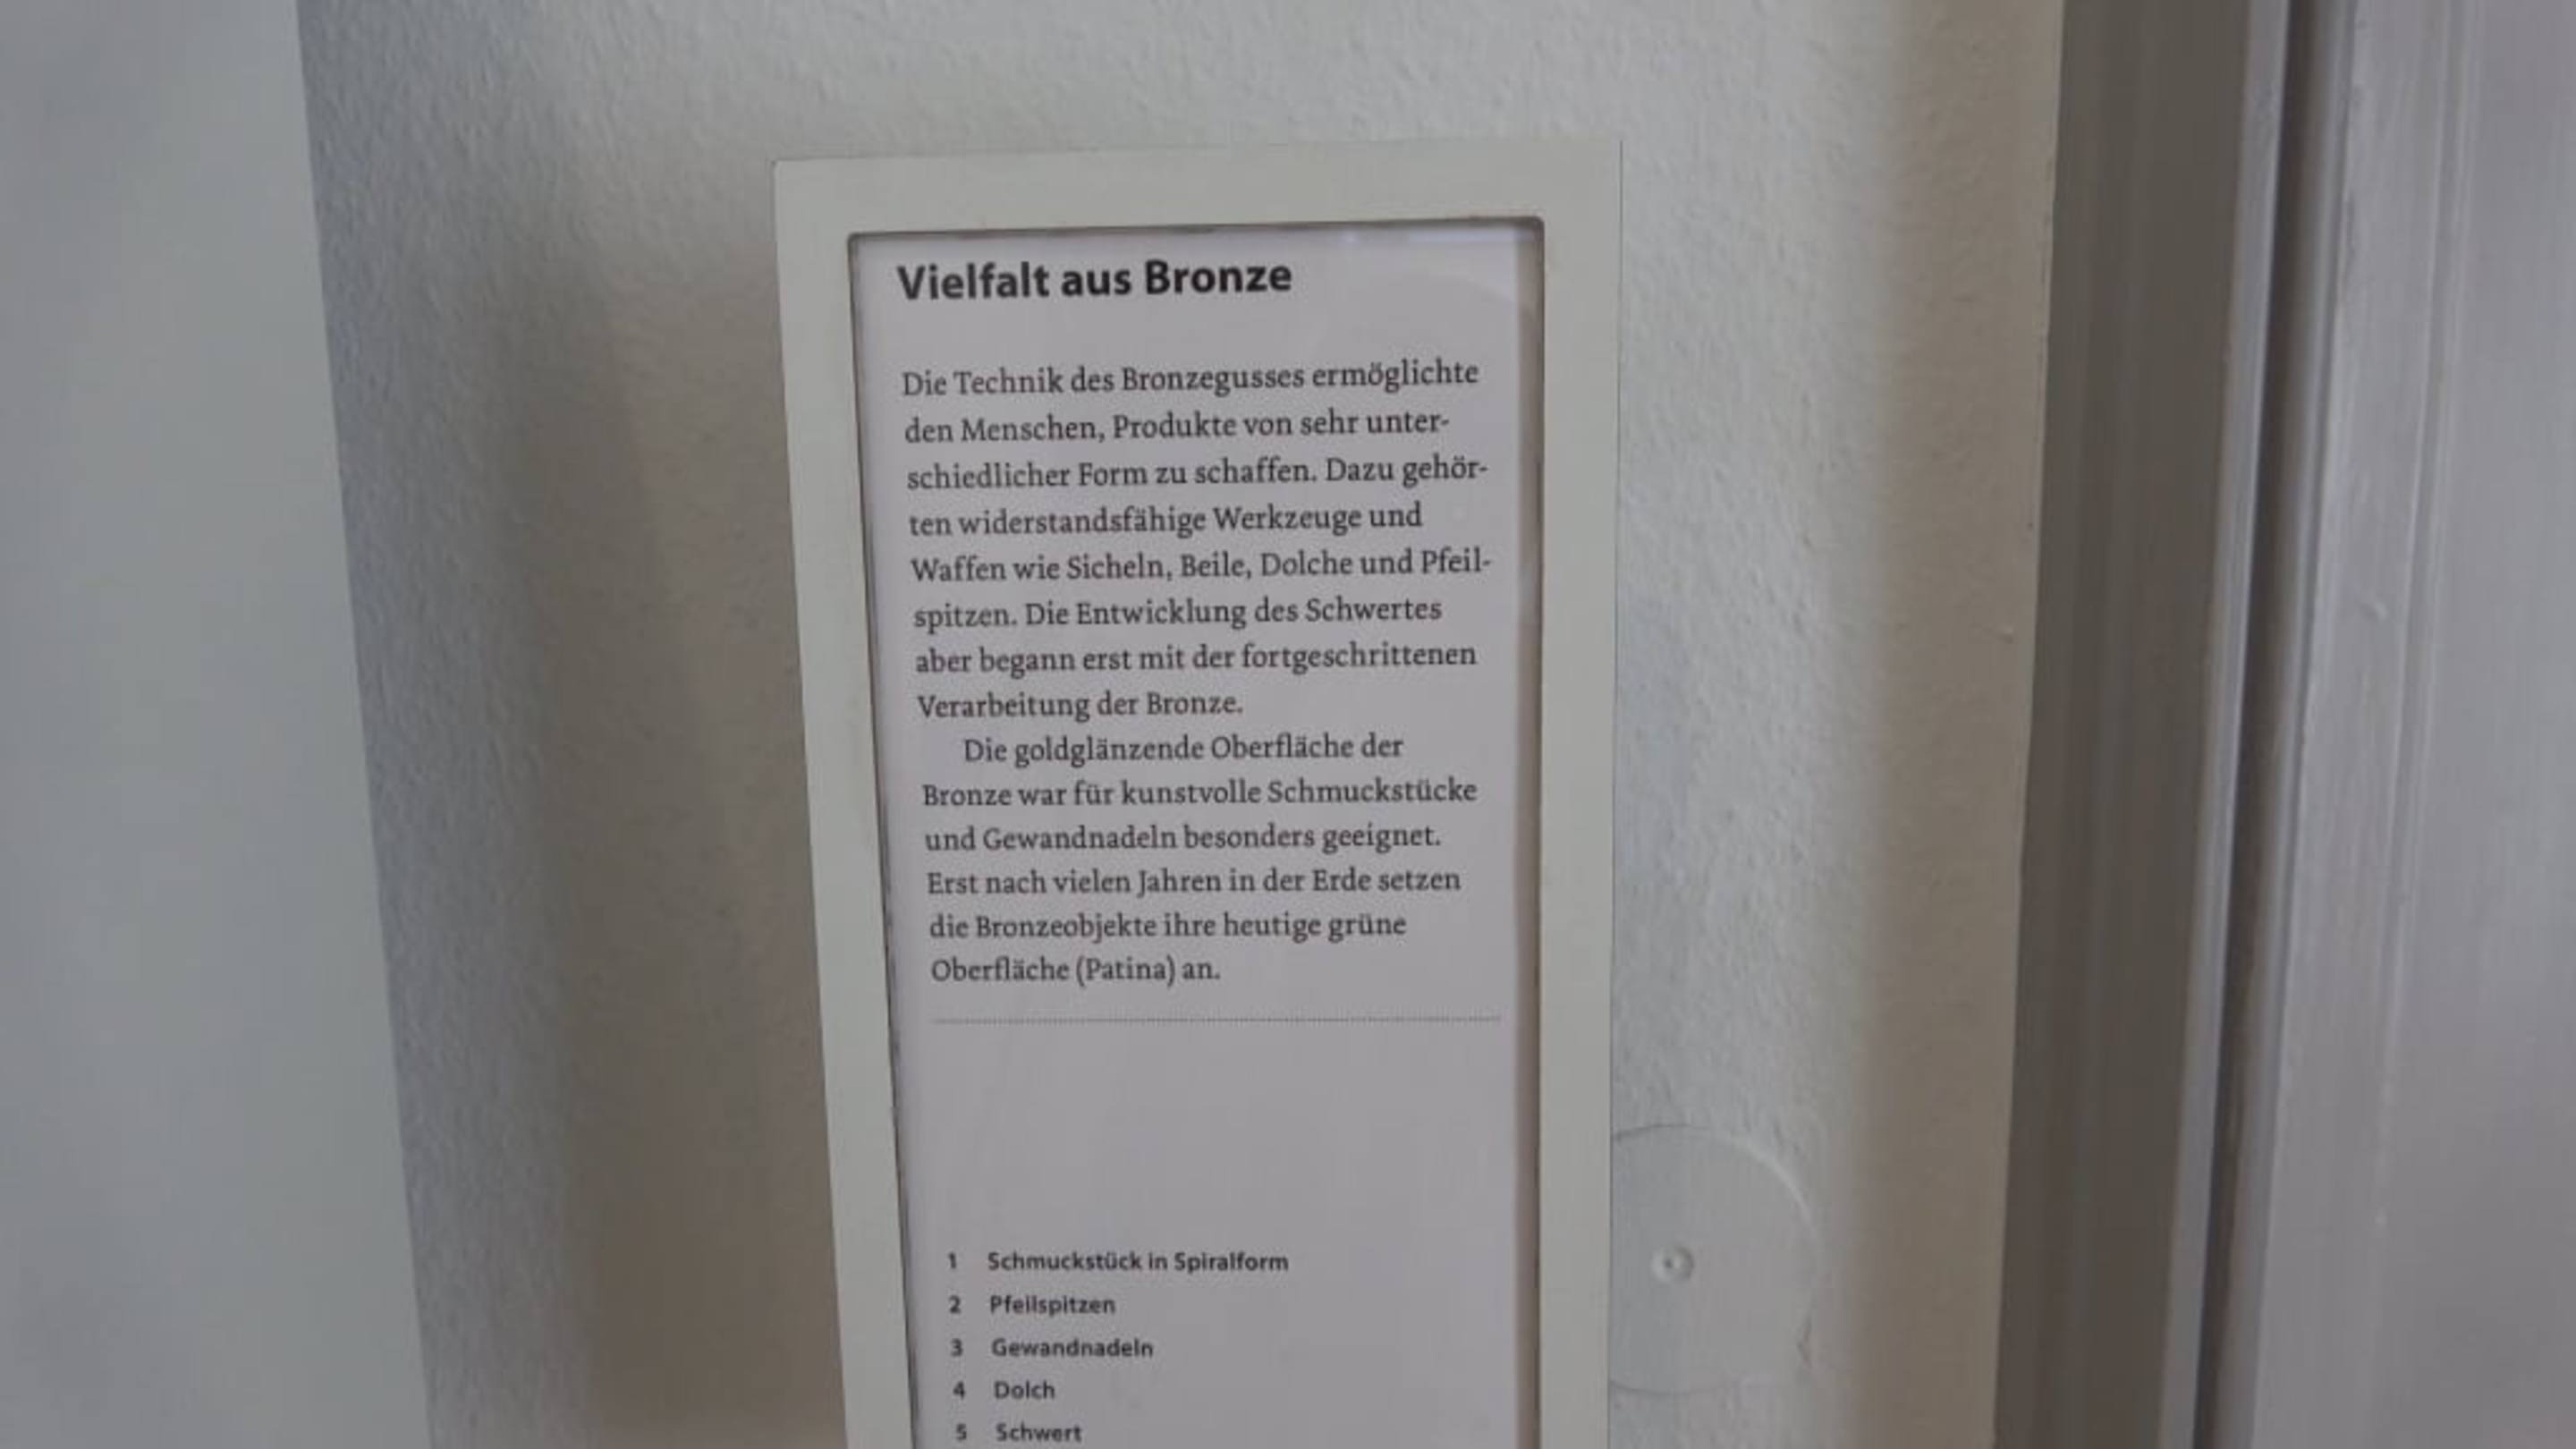 Vielfalt aus Bronze
Die Technik des Bronzegusses ermöglichte
den Menschen, Produkte von sehr unter-
schiedlicher Form zu schaffen. Dazu gehör-
ten widerstandsfähige Werkzeuge und
Waffen wie Sicheln, Beile, Dolche und Pfeil-
spitzen. Die Entwicklung des Schwertes
aber begann erst mit der fortgeschrittenen
Verarbeitung der Bronze.
Die goldglänzende Oberfläche der
Bronze war für kunstvolle Schmuckstücke
und Gewandnadeln besonders geeignet.
Erst nach vielen Jahren in der Erde setzen
die Bronzeobjekte ihre heutige grüne
Oberfläche (Patina) an.
1 Schmuckstück in Spiralform
2 Pfeilspitzen
3 Gewandnadeln
4 Dolch
5 Schwert